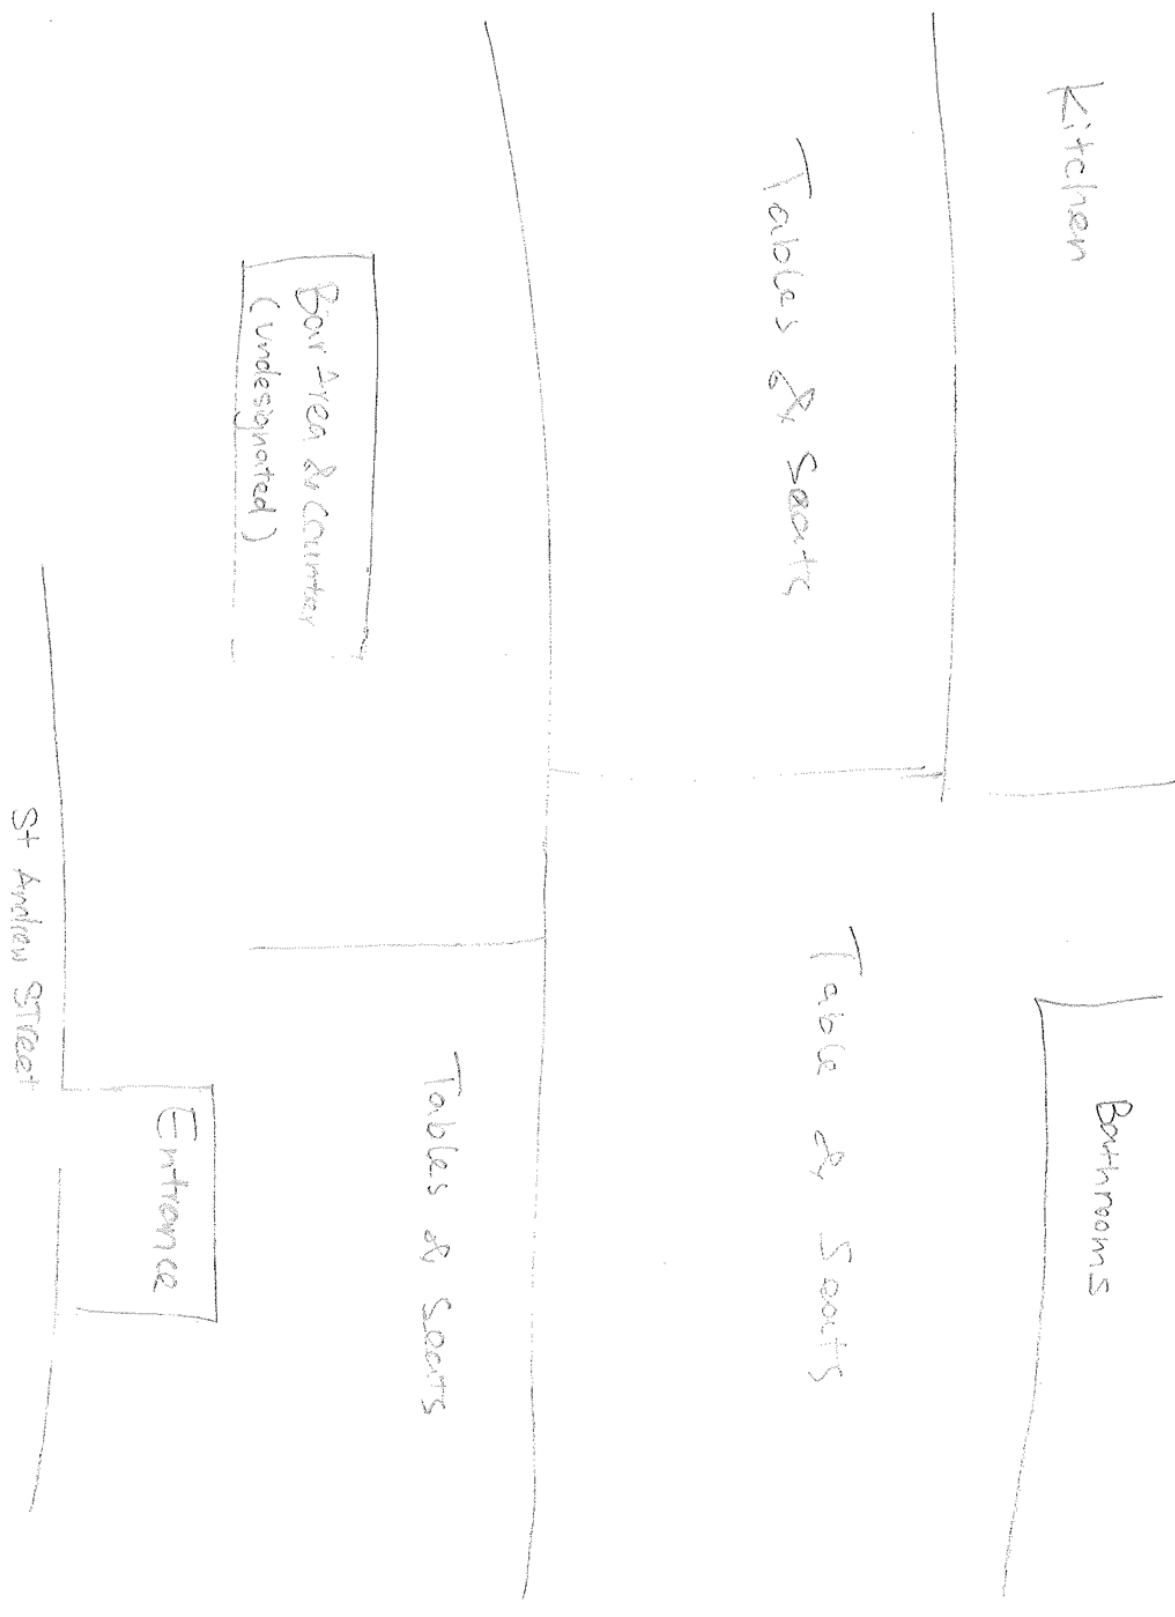 Kitchen
Bathrooms
Tables & Seats
Table & Seats
Bar Area & Counter
(undesignated)
Tables & Seats
Entrance
St Andrew Street